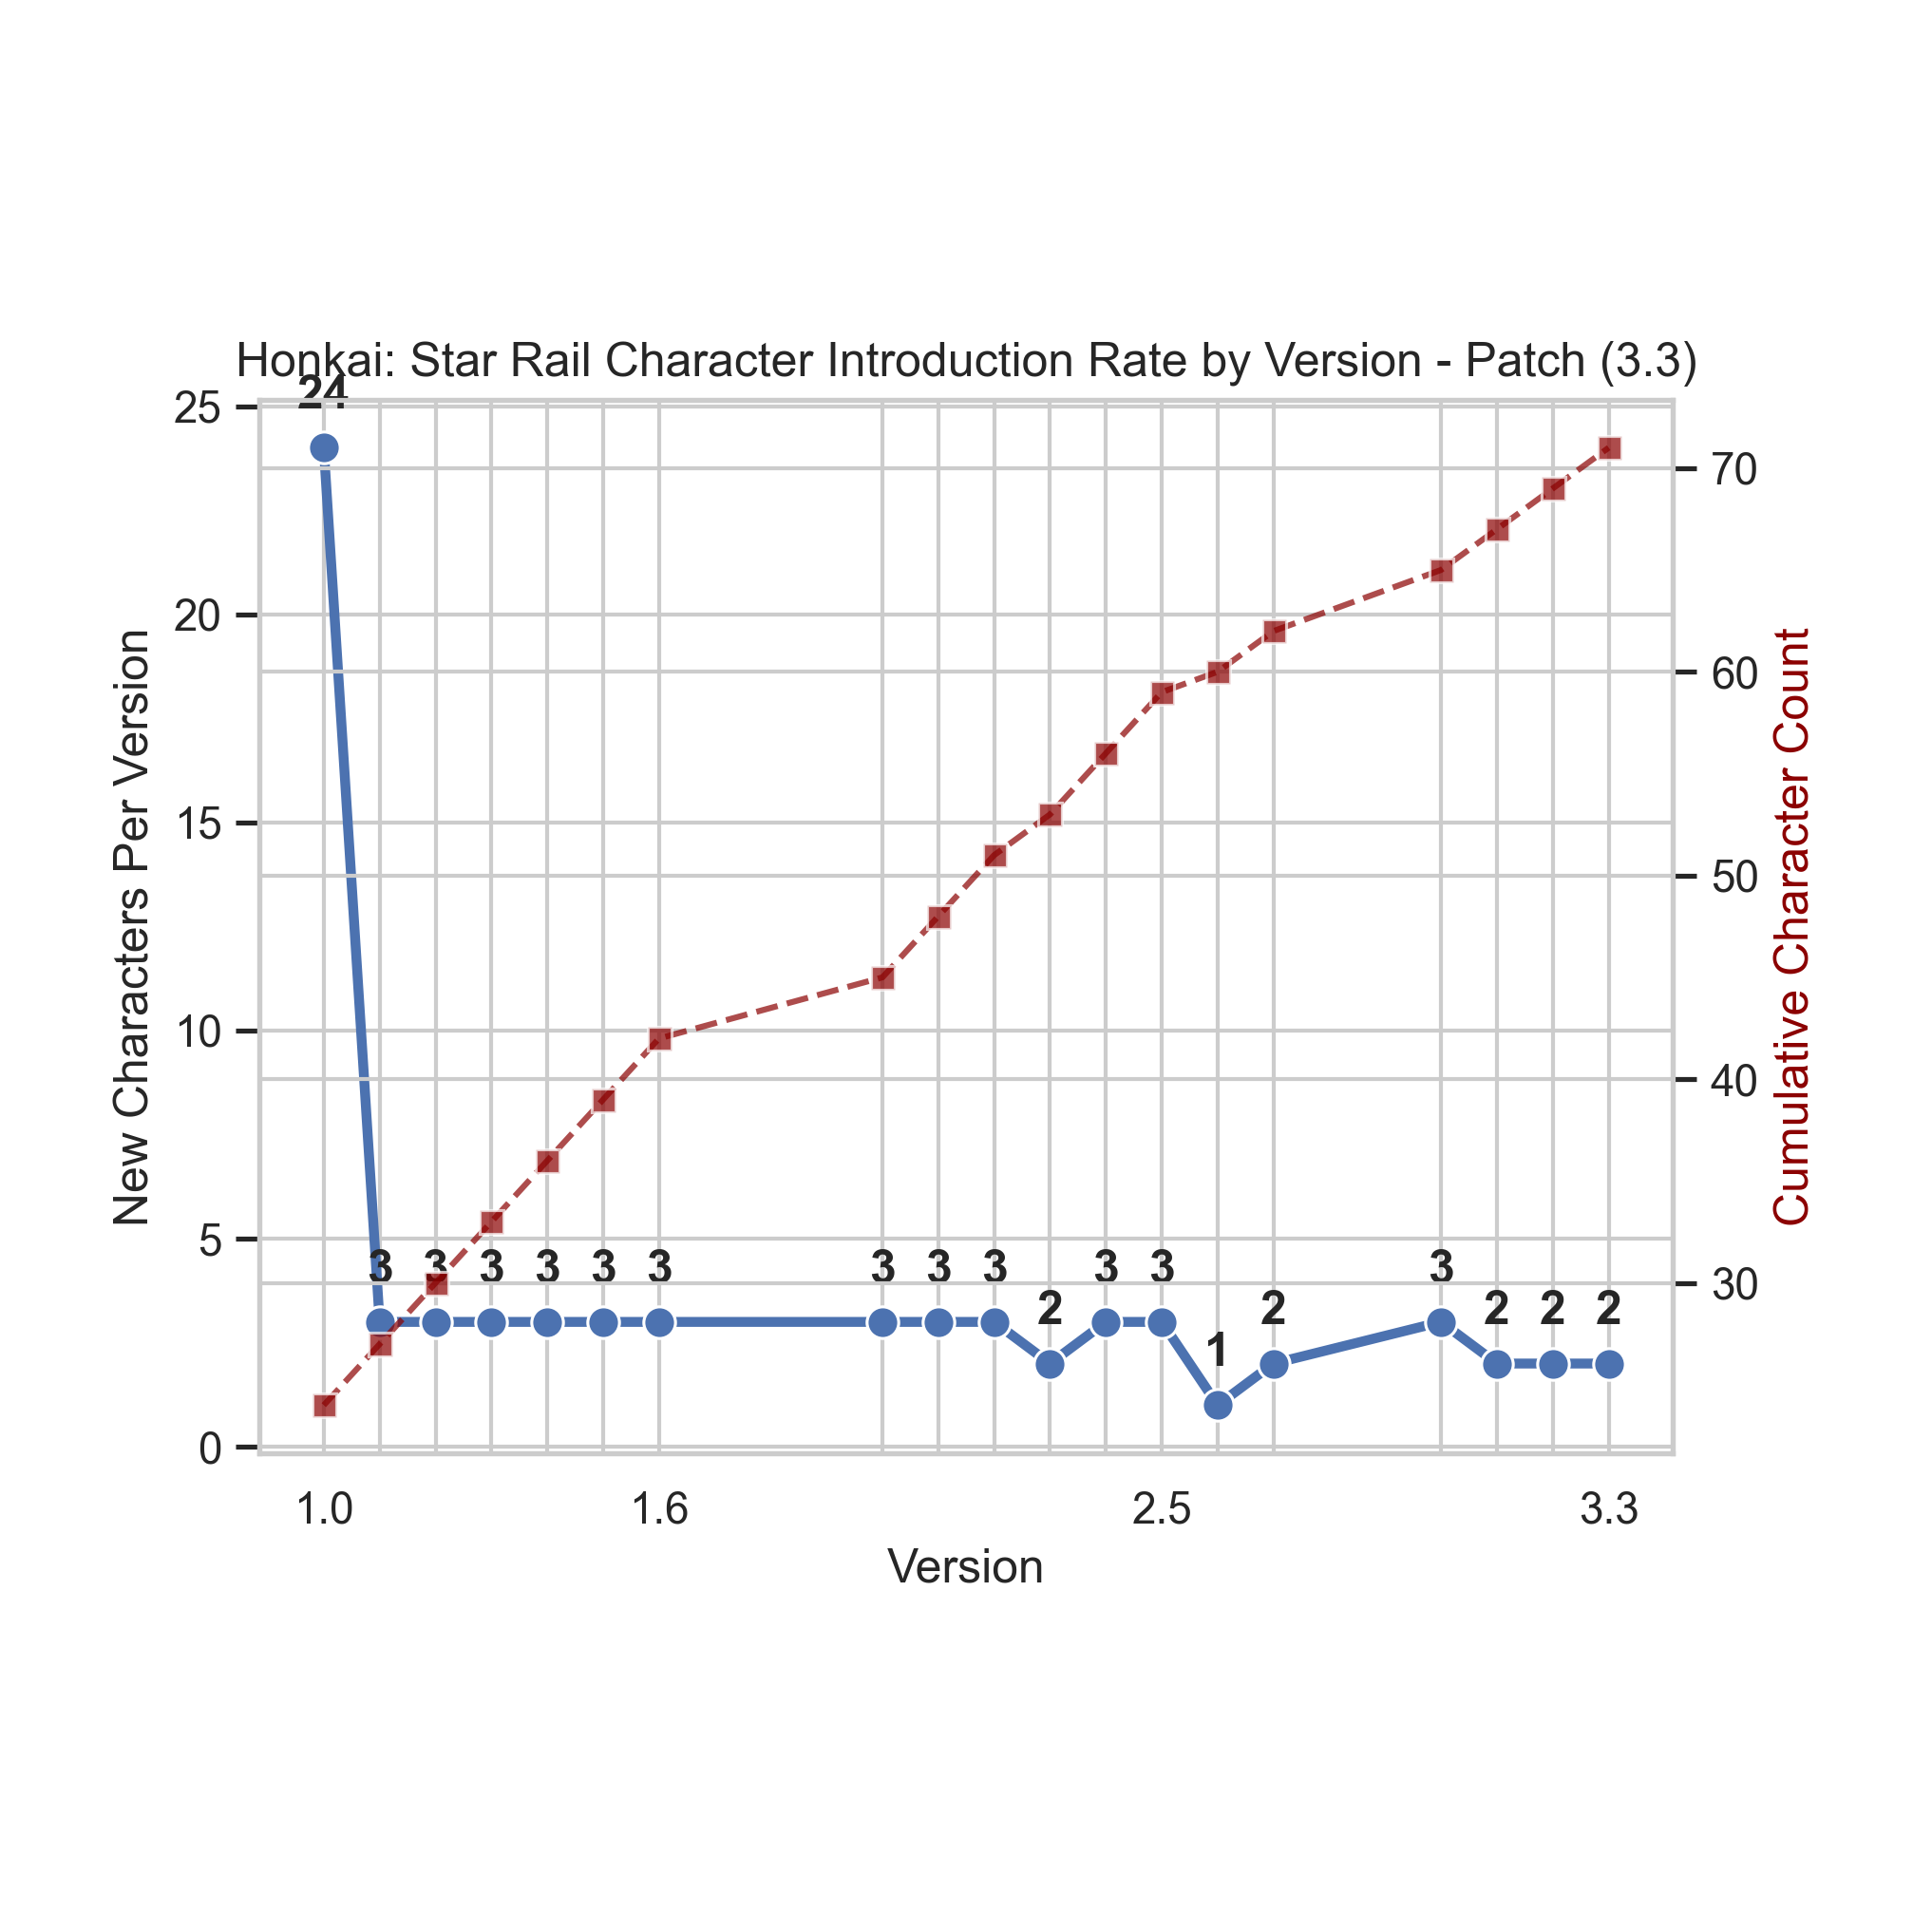 Honkai: Star Rail Character Introduction Rate by Version - Patch (3.3)
24
25
20
15
10
5
0
New Characters Per Version
70
60
50
40
30
Cumulative Character Count
3 3 3 3 3 3 3 3 3 2 3 3 1 2 3 2 2 2
1.0 1.6 2.5 3.3
Version